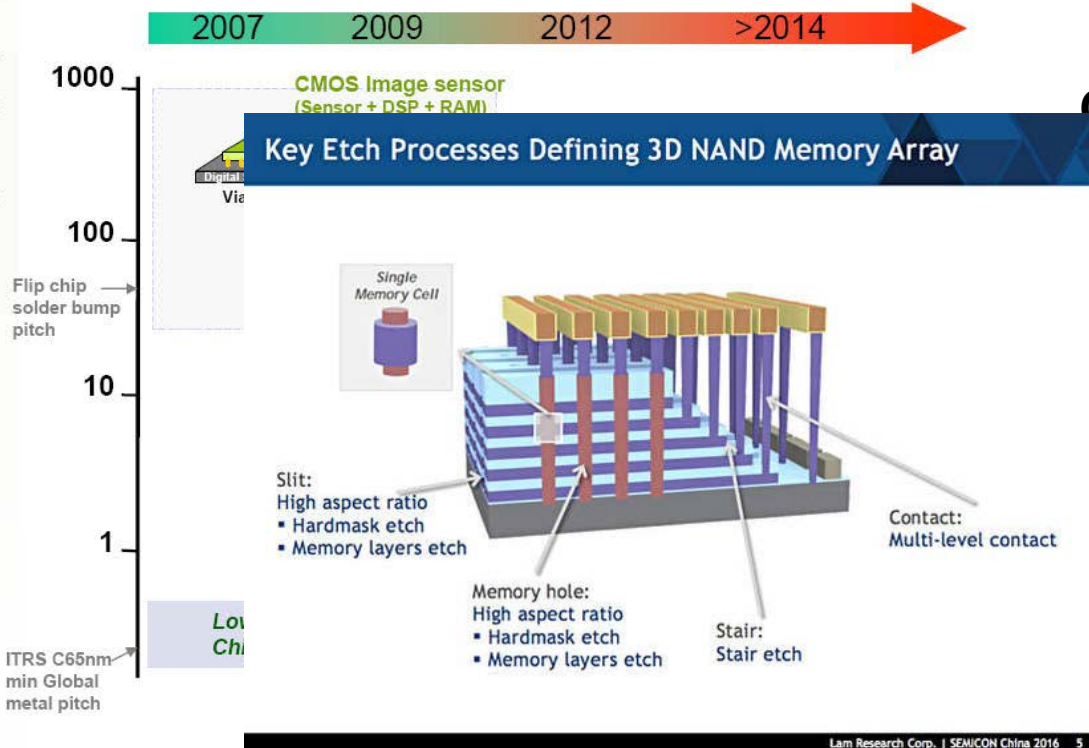 2007 2009 2012 >2014
1000
CMOS Image sensor
(Sensor + DSP + RAM)
Digital
Via
100
Flip chip
solder bump
pitch
10
1
ITRS C65nm
min Global
metal pitch
Key Etch Processes Defining 3D NAND Memory Array
Single
Memory Cell
Slit:
High aspect ratio
▪ Hardmask etch
▪ Memory layers etch
Memory hole:
High aspect ratio
▪ Hardmask etch
▪ Memory layers etch
Stair:
Stair etch
Contact:
Multi-level contact
Lam Research Corp. | SEMICON China 2016 5